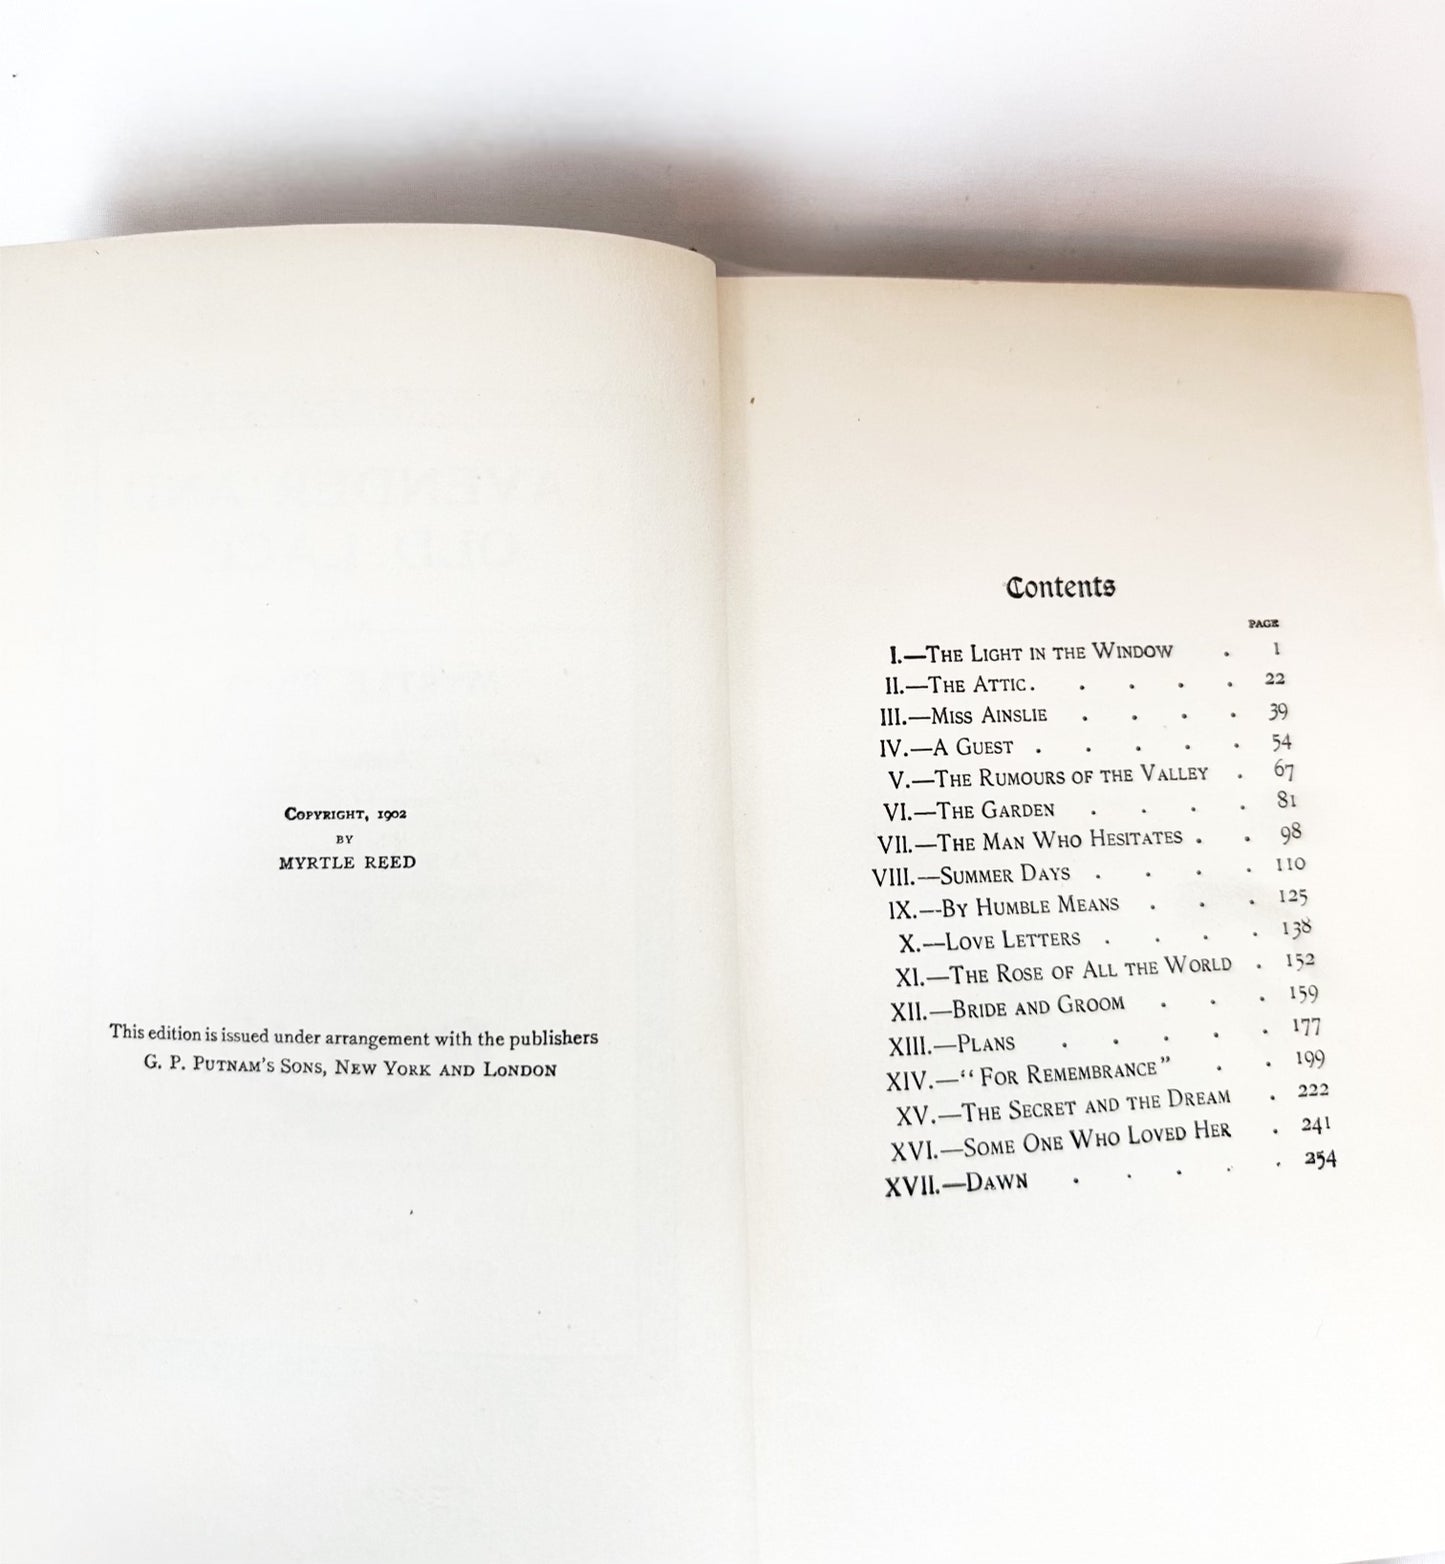 COPYRIGHT, 1902
BY
MYRTLE REED
This edition is issued under arrangement with the publishers
G. P. PUTNAM'S SONS, NEW YORK AND LONDON
Contents
PAGE
I.—THE LIGHT IN THE WINDOW . 1
II.—THE ATTIC . . . . . 22
III.—MISS AINSLIE . . . . 39
IV.—A GUEST . . . . . 54
V.—THE RUMOURS OF THE VALLEY . 67
VI.—THE GARDEN . . . . 81
VII.—THE MAN WHO HESITATES . . 98
VIII.—SUMMER DAYS . . . . 110
IX.—BY HUMBLE MEANS . . . 125
X.—LOVE LETTERS . . . . 138
XI.—THE ROSE OF ALL THE WORLD . 152
XII.—BRIDE AND GROOM . . . 159
XIII.—PLANS . . . . . 177
XIV.—“FOR REMEMBRANCE” . . 199
XV.—THE SECRET AND THE DREAM . 222
XVI.—SOME ONE WHO LOVED HER . 241
XVII.—DAWN . . . . . 254